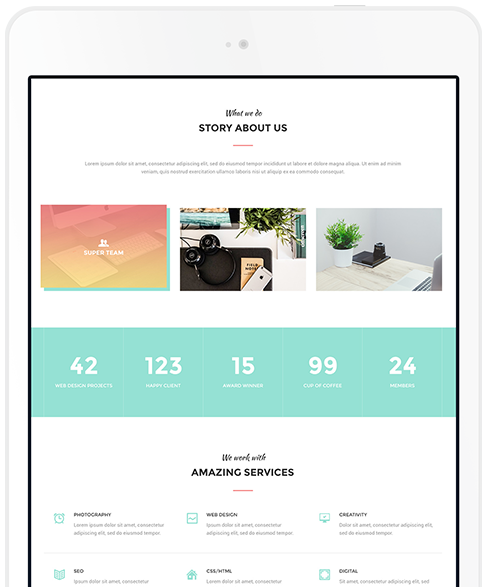 What we do
STORY ABOUT US
Lorem ipsum dolor sit amet, consectetur adipiscing elit, sed do eiusmod tempor incididunt ut labore et dolore magna aliqua. Ut enim ad minim
veniam, quis nostrud exercitation ullamco laboris nisi ut aliquip ex ea commodo consequat.
SUPER TEAM
FIELD NOTES
42 123 15 99 24
WEB DESIGN PROJECTS HAPPY CLIENT AWARD WINNER CUP OF COFFEE MEMBERS
We work with
AMAZING SERVICES
PHOTOGRAPHY WEB DESIGN CREATIVITY
Lorem ipsum dolor sit amet, consectetur Lorem ipsum dolor sit amet, consectetur Dolor sit amet, consectetur adipiscing
adipiscing elit, sed do eiusmod tempor. adipiscing elit, sed do eiusmod tempor. elit, sed do eiusmod tempor.
SEO CSS/HTML DIGITAL
Lorem ipsum dolor sit amet, consectetur Lorem ipsum dolor sit amet, consectetur Lorem ipsum dolor sit amet, consectetur